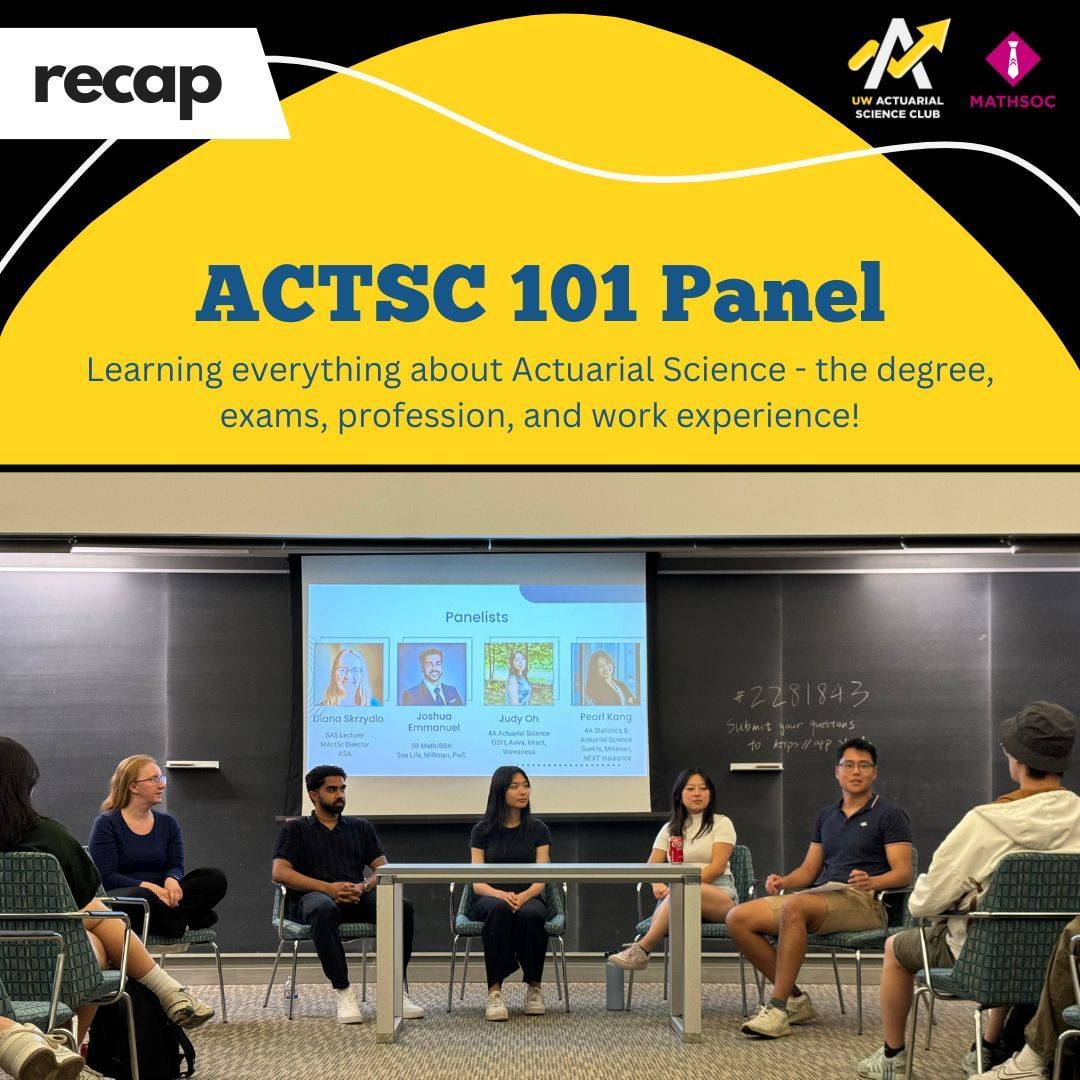 recap
UW ACTUARIAL
SCIENCE CLUB
MATHSOC
ACTSC 101 Panel
Learning everything about Actuarial Science - the degree,
exams, profession, and work experience!
Panelists
Diana Skrzydlo
SAS Lecturer
MActSc Director
ASA
Joshua
Emmanuel
5B Math/BBA
Sun Life, Milliman, PwC
Judy Oh
4A Actuarial Science
OSFI, Aviva, Intact,
Wawanesa
Pearl Kang
4A Statistics &
Actuarial Science
Sunlife, Milliman,
NEXT Insurance
#2281843
Submit your questions
to https://app